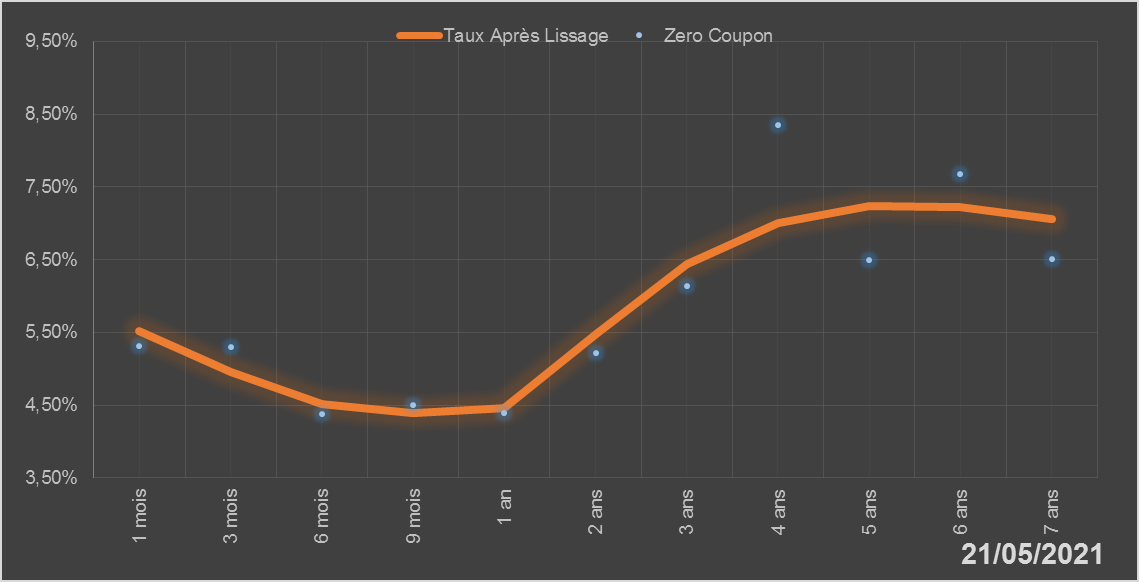 Taux Après Lissage
Zero Coupon
9,50%
8,50%
7,50%
6,50%
5,50%
4,50%
3,50%
1 mois
3 mois
6 mois
9 mois
1 an
2 ans
3 ans
4 ans
5 ans
6 ans
7 ans
21/05/2021